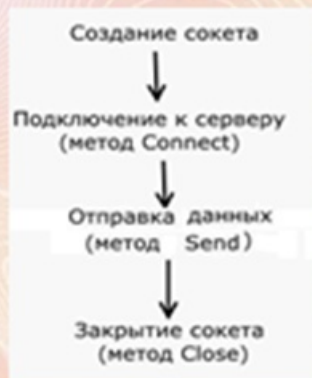 Создание сокета
Подключение к серверу
(метод Connect)
Отправка данных
(метод Send)
Закрытие сокета
(метод Close)